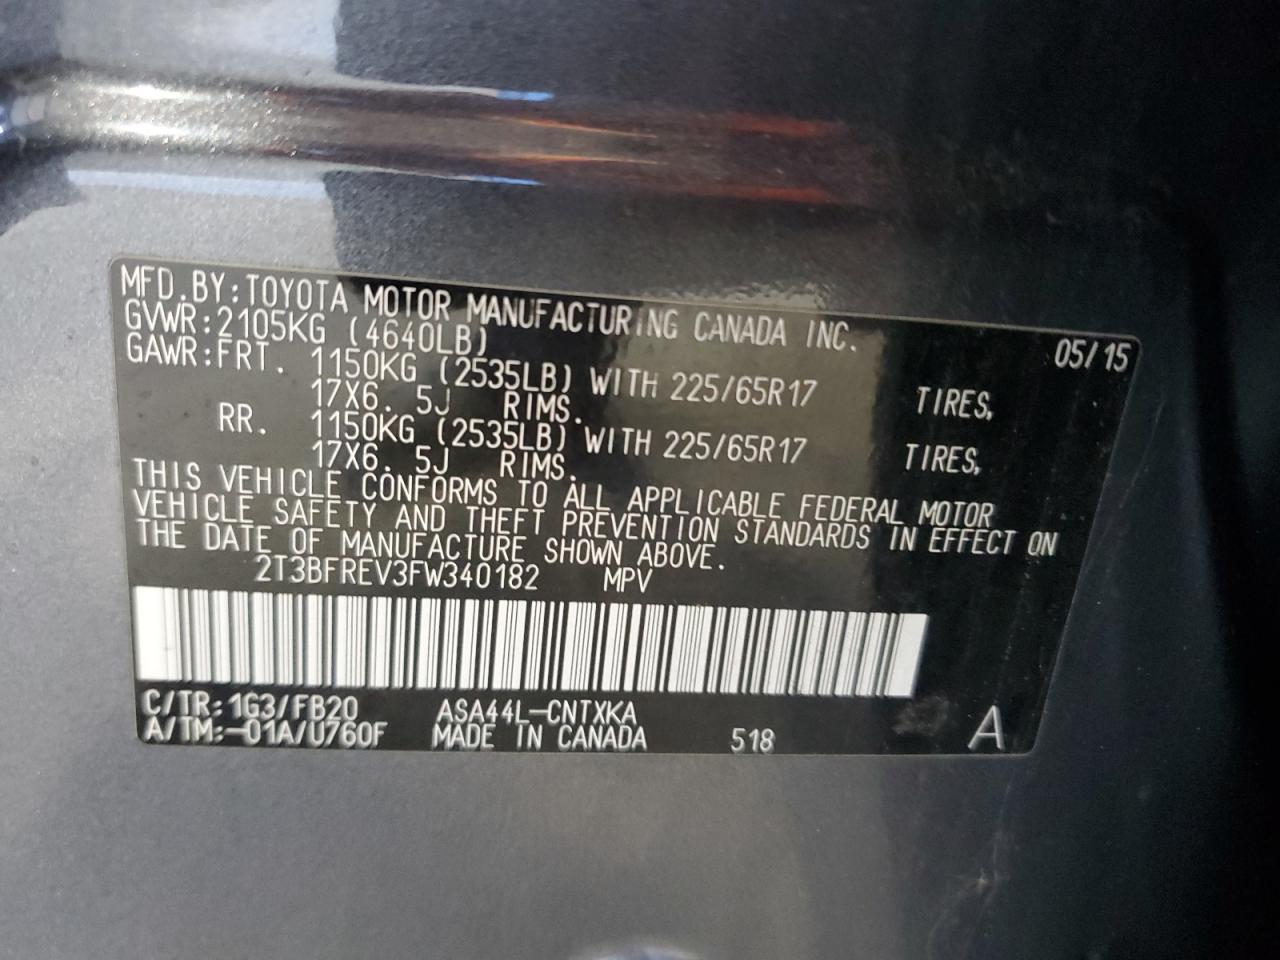 MFD.BY:TOYOTA MOTOR MANUFACTURING CANADA INC.
GVWR:2105KG (4640LB) 05/15
GAWR:FRT. 1150KG (2535LB) WITH 225/65R17 TIRES,
17X6.5J RIMS.
RR. 1150KG (2535LB) WITH 225/65R17 TIRES,
17X6.5J RIMS.
THIS VEHICLE CONFORMS TO ALL APPLICABLE FEDERAL MOTOR
VEHICLE SAFETY AND THEFT PREVENTION STANDARDS IN EFFECT ON
THE DATE OF MANUFACTURE SHOWN ABOVE.
2T3BFREV3FW340182 MPV
C/TR:1G3/FB20 ASA44L-CNTXKA
A/TM:-01A/U760F MADE IN CANADA 518 A